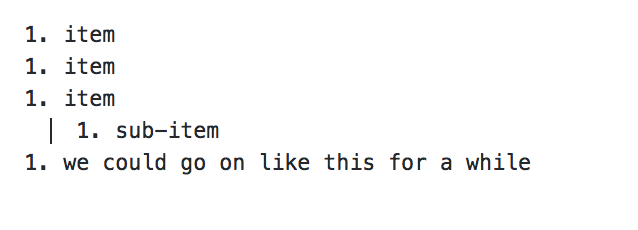 1. item
1. item
1. item
1. sub-item
1. we could go on like this for a while